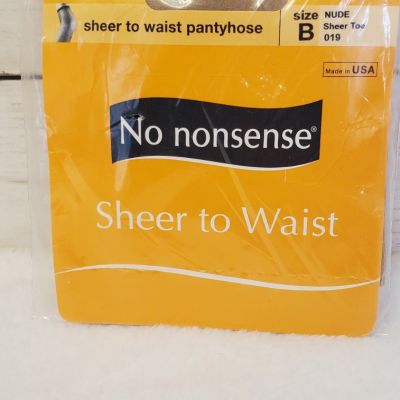 sheer to waist pantyhose
size
B
NUDE
Sheer Toe
019
Made in USA
No nonsense®
Sheer to Waist